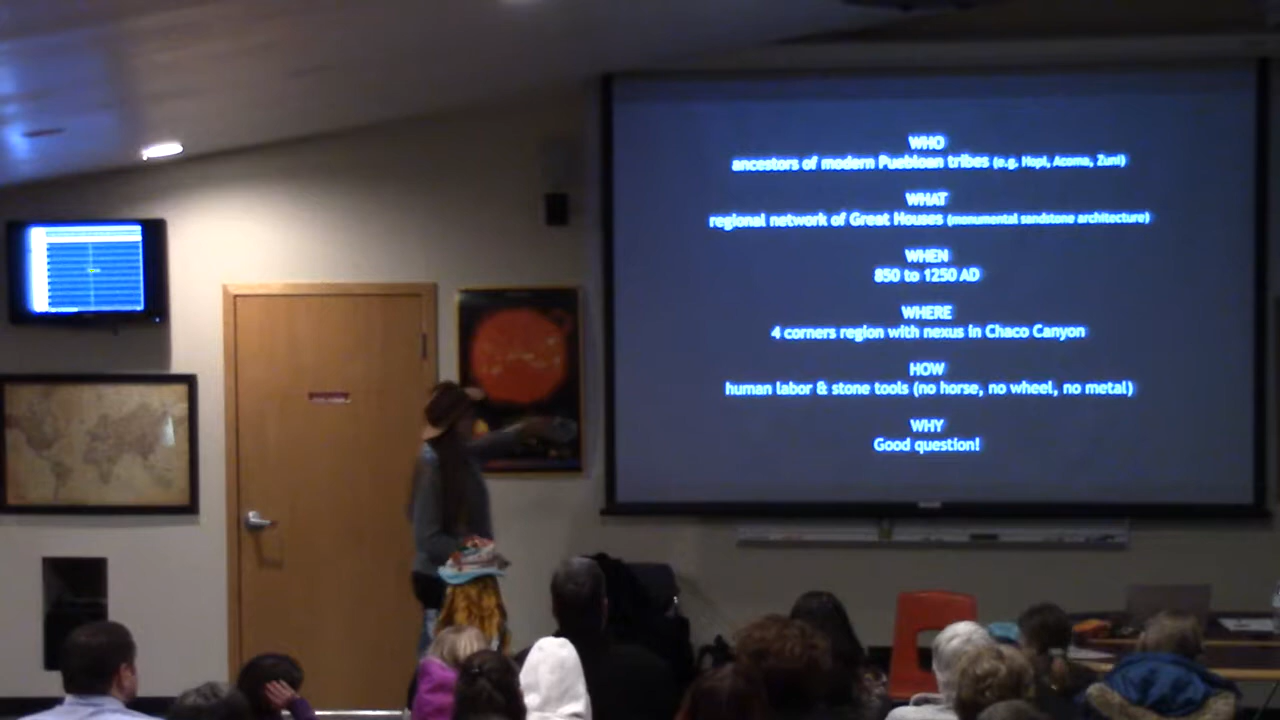 WHO
ancestors of modern Puebloan tribes (e.g. Hopi, Acoma, Zuni)
WHAT
regional network of Great Houses (monumental sandstone architecture)
WHEN
850 to 1250 AD
WHERE
4 corners region with nexus in Chaco Canyon
HOW
human labor & stone tools (no horse, no wheel, no metal)
WHY
Good question!